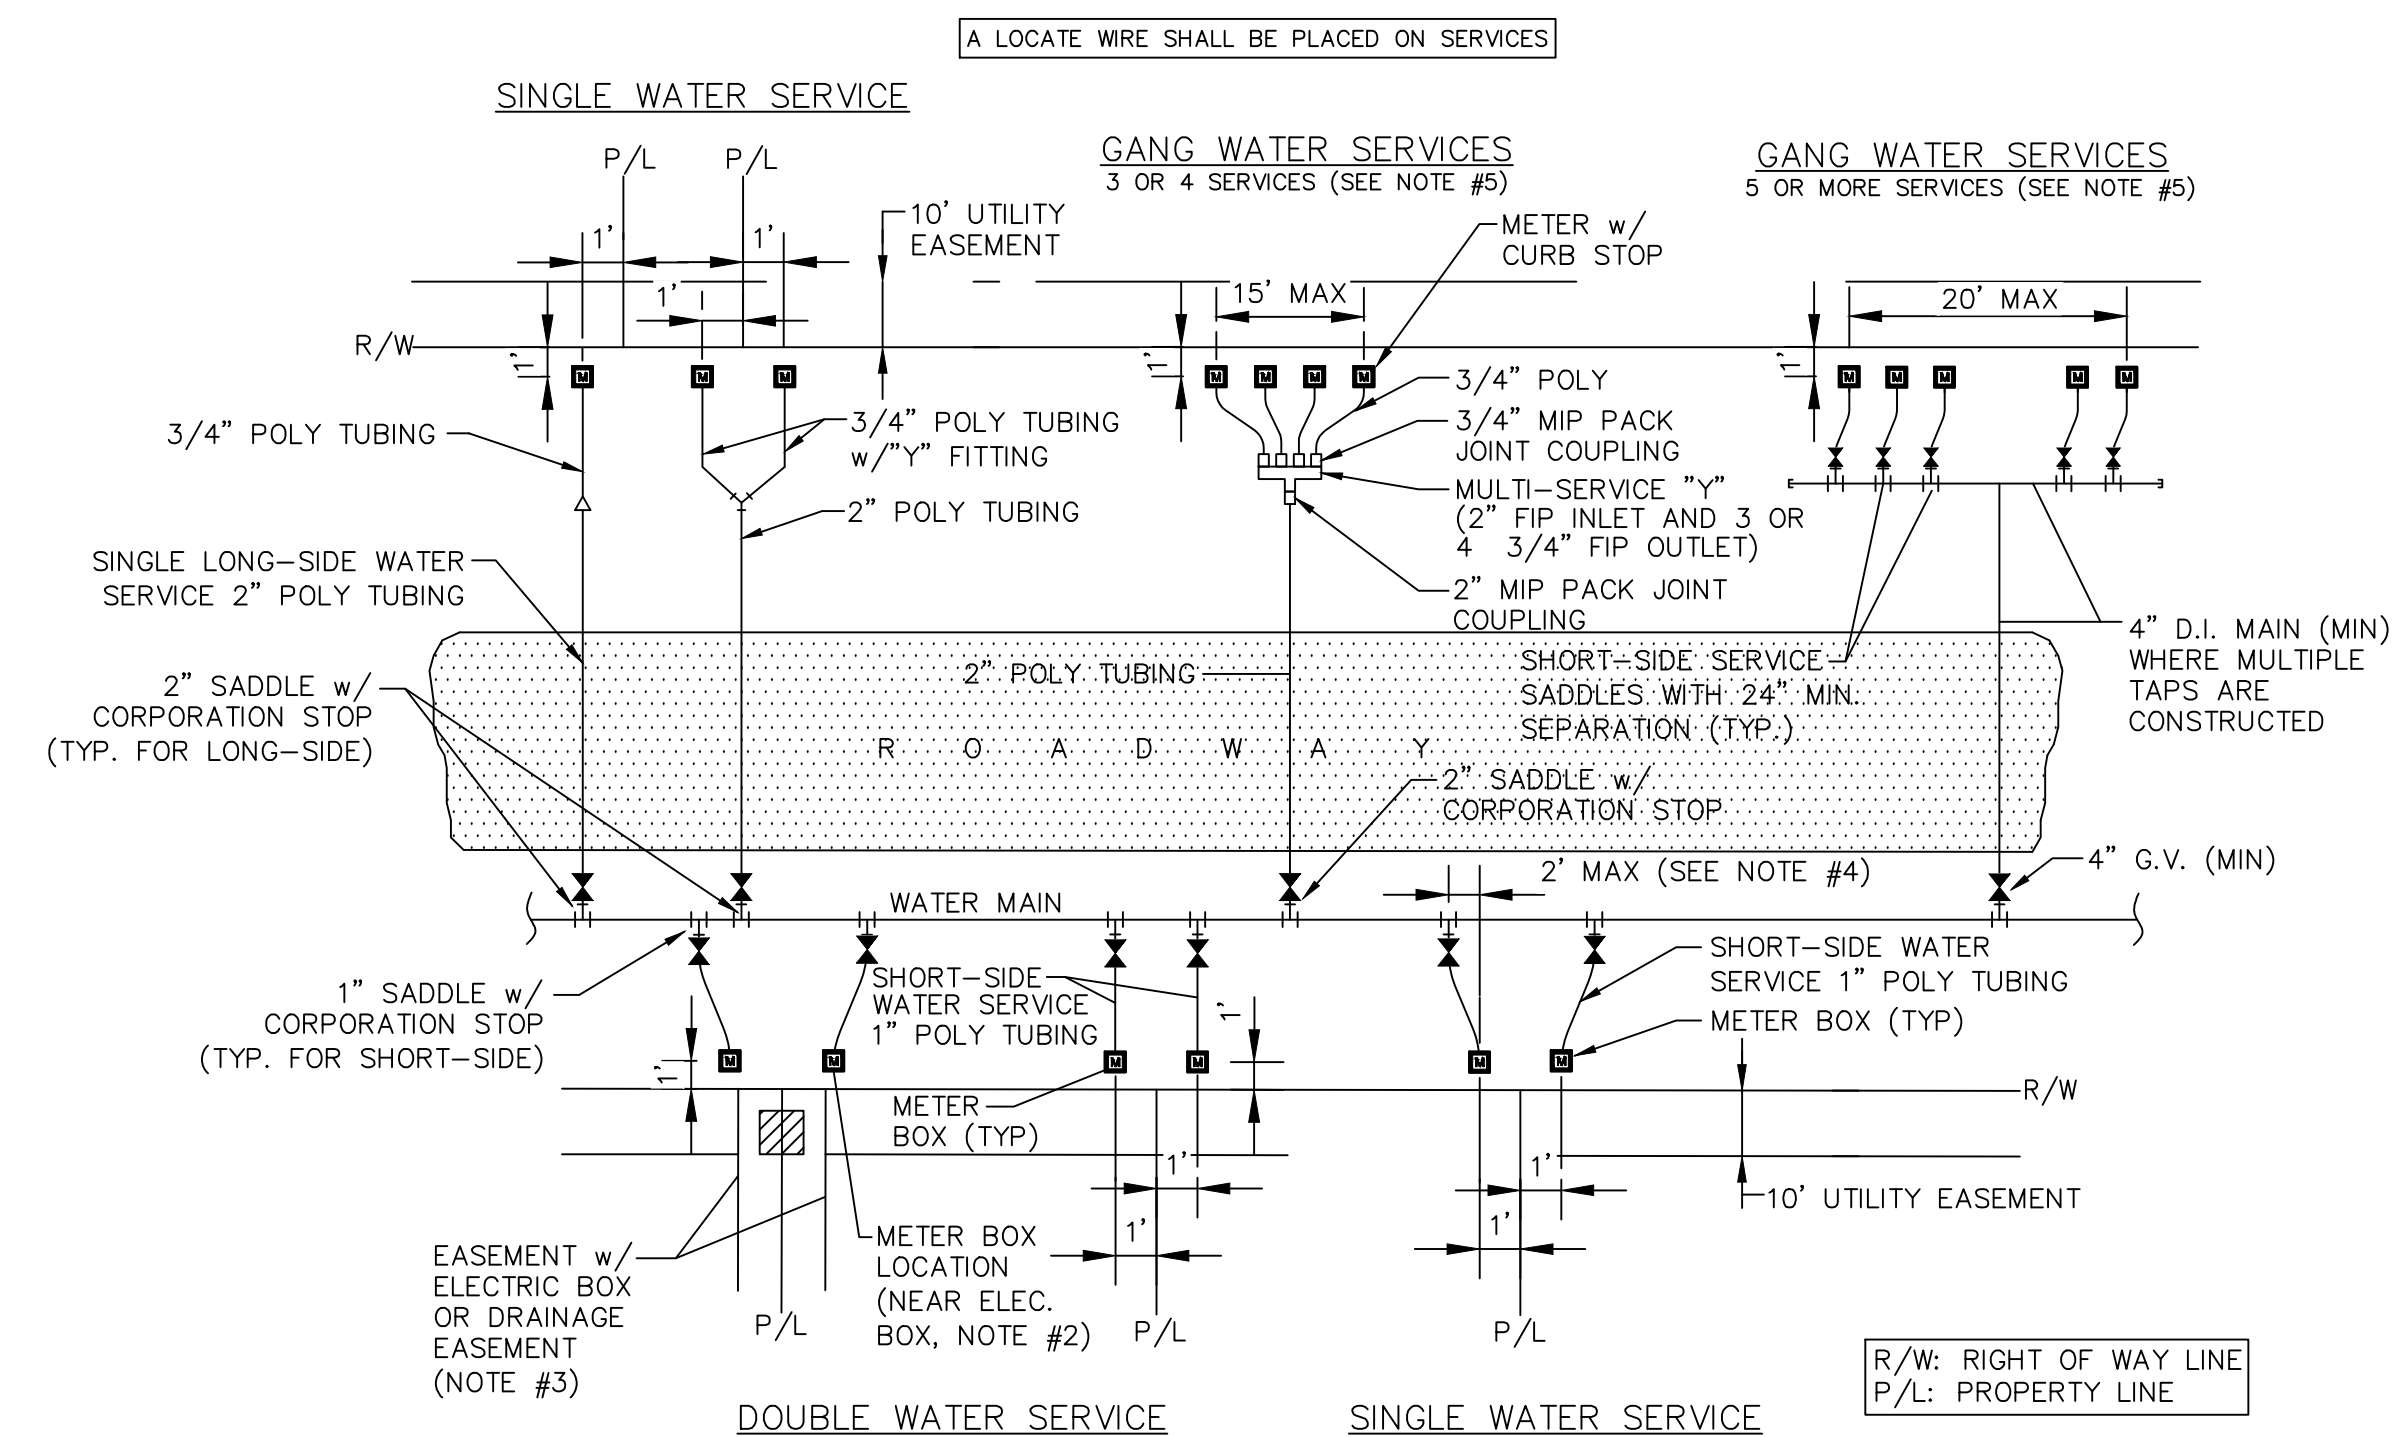 A LOCATE WIRE SHALL BE PLACED ON SERVICES
SINGLE WATER SERVICE
P/L
P/L
1'
1'
1'
10' UTILITY
EASEMENT
R/W
1'
3/4" POLY TUBING
3/4" POLY TUBING
w/"Y" FITTING
2" POLY TUBING
M
M
M
SINGLE LONG-SIDE WATER
SERVICE 2" POLY TUBING
2" SADDLE w/
CORPORATION STOP
(TYP. FOR LONG-SIDE)
GANG WATER SERVICES
3 OR 4 SERVICES (SEE NOTE #5)
METER w/
CURB STOP
15' MAX
1'
M
M
M
M
3/4" POLY
3/4" MIP PACK
JOINT COUPLING
MULTI-SERVICE "Y"
(2" FIP INLET AND 3 OR
4 3/4" FIP OUTLET)
2" MIP PACK JOINT
COUPLING
2" POLY TUBING
GANG WATER SERVICES
5 OR MORE SERVICES (SEE NOTE #5)
20' MAX
1'
M
M
M
M
M
SHORT-SIDE SERVICE
SADDLES WITH 24" MIN.
SEPARATION (TYP.)
4" D.I. MAIN (MIN)
WHERE MULTIPLE
TAPS ARE
CONSTRUCTED
ROADWAY
2" SADDLE w/
CORPORATION STOP
2' MAX (SEE NOTE #4)
4" G.V. (MIN)
WATER MAIN
1" SADDLE w/
CORPORATION STOP
(TYP. FOR SHORT-SIDE)
SHORT-SIDE
WATER SERVICE
1" POLY TUBING
1'
1'
M
M
M
M
M
M
SHORT-SIDE WATER
SERVICE 1" POLY TUBING
METER BOX (TYP)
R/W
METER
BOX (TYP)
1'
1'
1'
1'
10' UTILITY EASEMENT
EASEMENT w/
ELECTRIC BOX
OR DRAINAGE
EASEMENT
(NOTE #3)
P/L
METER BOX
LOCATION
(NEAR ELEC.
BOX, NOTE #2)
P/L
P/L
DOUBLE WATER SERVICE
SINGLE WATER SERVICE
R/W: RIGHT OF WAY LINE
P/L: PROPERTY LINE